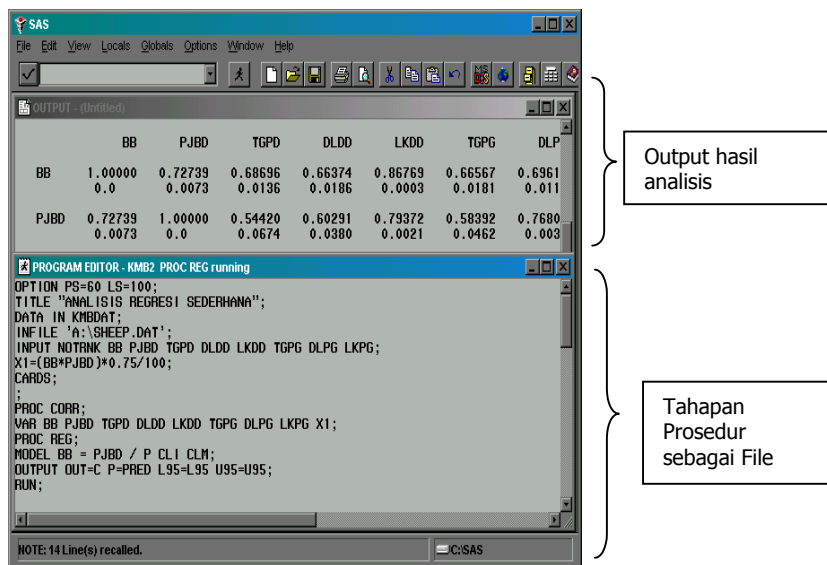 SAS
File Edit View Locals Globals Options Window Help
OUTPUT - (Untitled)
BB PJBD TGPD DLDD LKDD TGPG DLP
BB 1.00000 0.72739 0.68696 0.66374 0.86769 0.66567 0.6961
0.0 0.0073 0.0136 0.0186 0.0003 0.0181 0.011
PJBD 0.72739 1.00000 0.54420 0.60291 0.79372 0.58392 0.7680
0.0073 0.0 0.0674 0.0380 0.0021 0.0462 0.003
Output hasil
analisis
PROGRAM EDITOR - KMB2 PROC REG running
OPTION PS=60 LS=100;
TITLE "ANALISIS REGRESI SEDERHANA";
DATA IN KMBDAT;
INFILE 'A:\SHEEP.DAT';
INPUT NOTRNK BB PJBD TGPD DLDD LKDD TGPG DLPG LKPG;
X1=(BB*PJBD)*0.75/100;
CARDS;
;
PROC CORR;
VAR BB PJBD TGPD DLDD LKDD TGPG DLPG LKPG X1;
PROC REG;
MODEL BB = PJBD / P CLI CLM;
OUTPUT OUT=C P=PRED L95=L95 U95=U95;
RUN;
Tahapan
Prosedur
sebagai File
NOTE: 14 Line(s) recalled.
C:\SAS